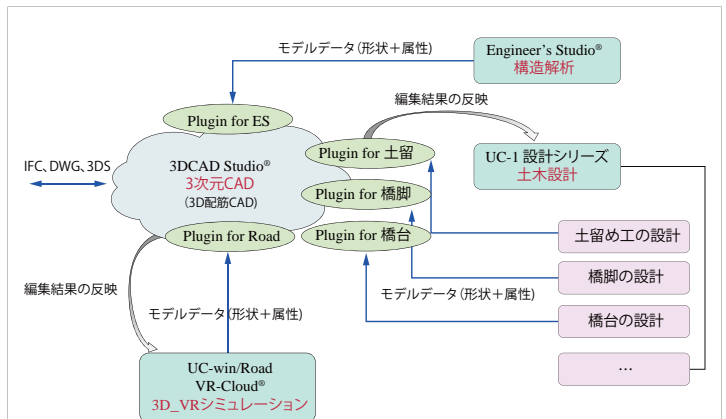 モデルデータ(形状＋属性)
Engineer's Studio®
構造解析
編集結果の反映
Plugin for ES
Plugin for 土留
UC-1 設計シリーズ
土木設計
IFC、DWG、3DS
3DCAD Studio®
3次元CAD
(3D配筋CAD)
Plugin for 橋脚
Plugin for Road
Plugin for 橋台
土留め工の設計
橋脚の設計
編集結果の反映
モデルデータ(形状＋属性)
モデルデータ(形状＋属性)
橋台の設計
…
UC-win/Road
VR-Cloud®
3D_VRシミュレーション